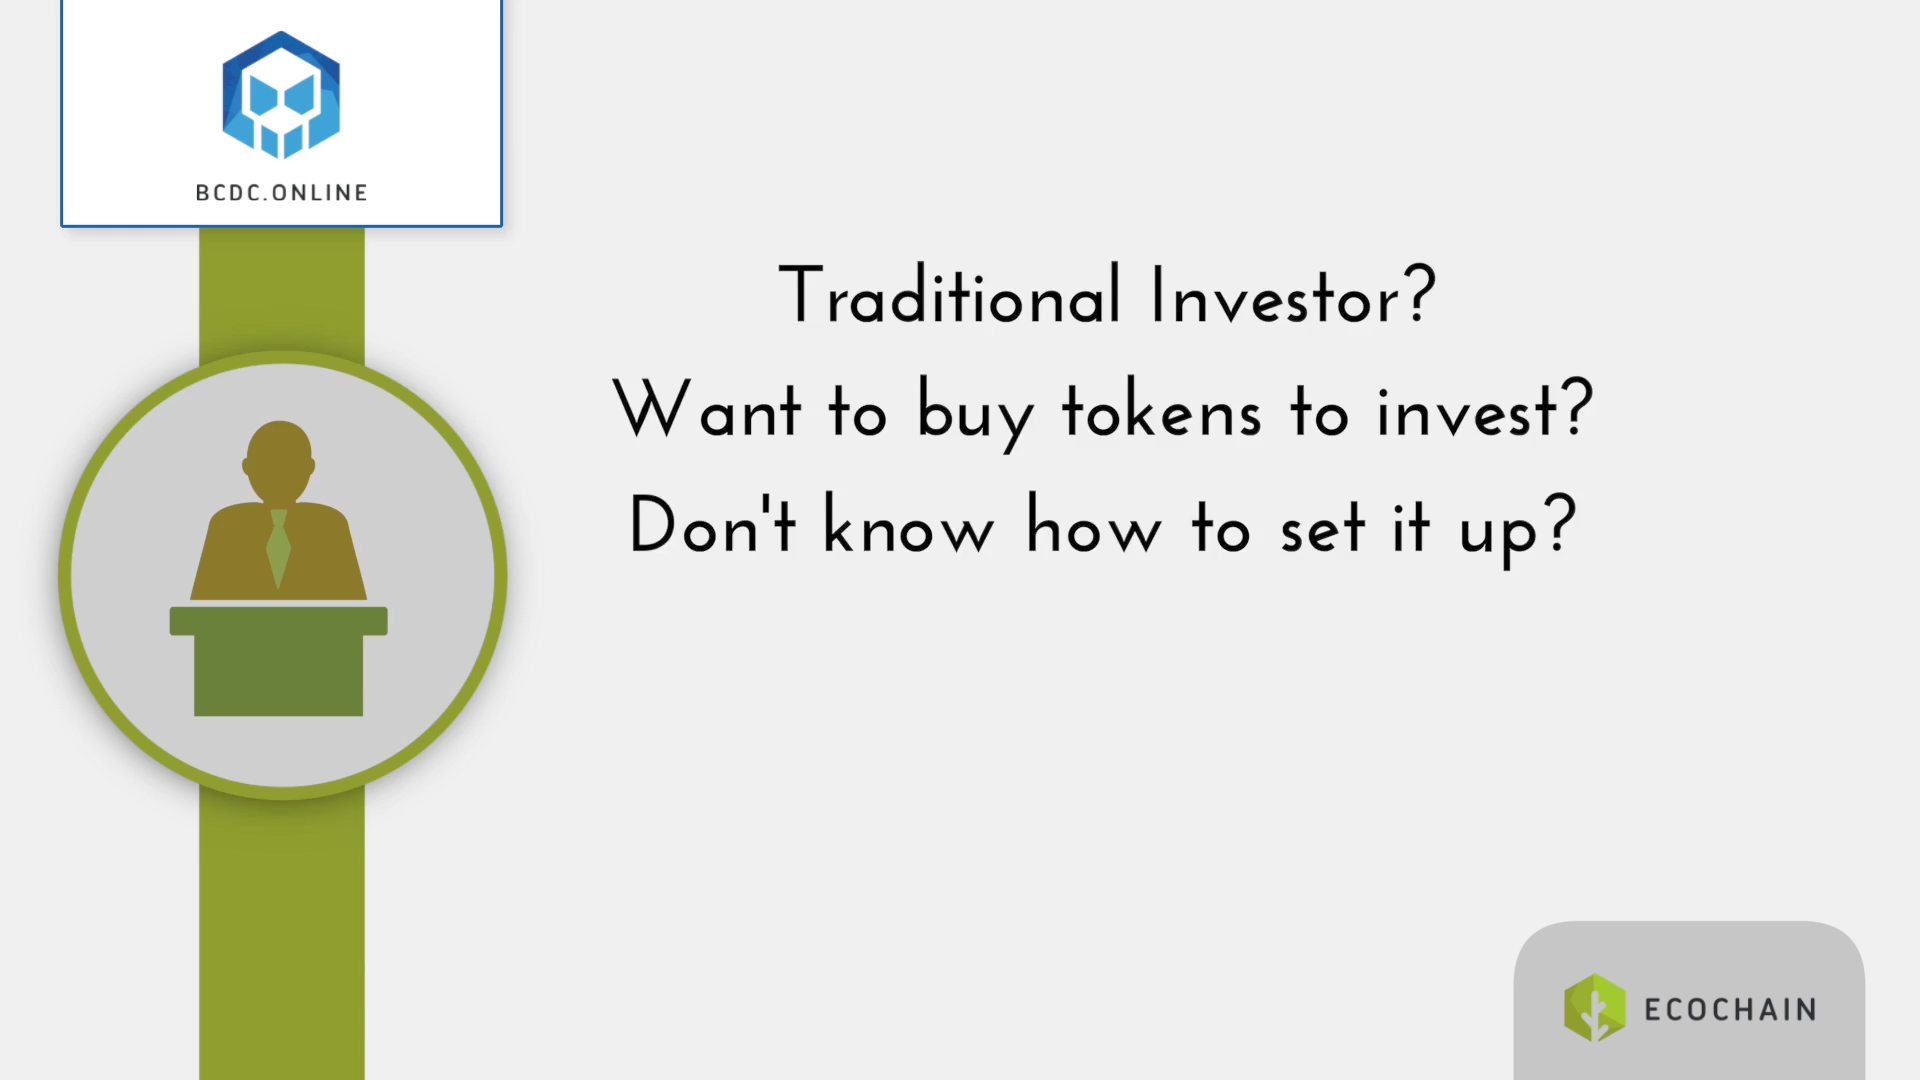 BCDC.ONLINE
Traditional Investor?
Want to buy tokens to invest?
Don't know how to set it up?
ECOCHAIN